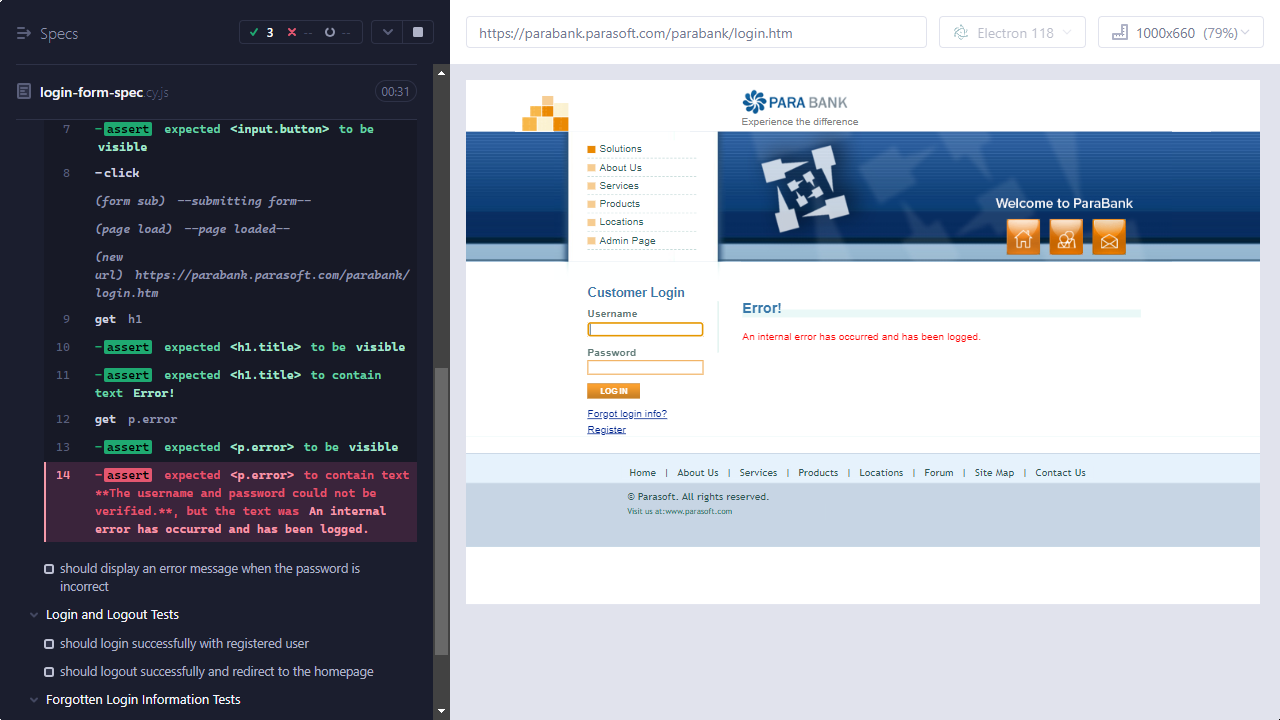 Specs
3
--
--
login-form-spec.cy.js
00:31
7 -assert expected <input.button> to be
visible
8 -click
(form sub) --submitting form--
(page load) --page loaded--
(new
url) https://parabank.parasoft.com/parabank/
login.htm
9 get h1
10 -assert expected <h1.title> to be visible
11 -assert expected <h1.title> to contain
text Error!
12 get p.error
13 -assert expected <p.error> to be visible
14 -assert expected <p.error> to contain text
**The username and password could not be
verified.**, but the text was An internal
error has occurred and has been logged.
should display an error message when the password is
incorrect
Login and Logout Tests
should login successfully with registered user
should logout successfully and redirect to the homepage
Forgotten Login Information Tests
https://parabank.parasoft.com/parabank/login.htm
Electron 118
1000x660 (79%)
PARA BANK
Experience the difference
Solutions
About Us
Services
Products
Locations
Admin Page
Welcome to ParaBank
Customer Login
Username
Password
LOG IN
Forgot login info?
Register
Error!
An internal error has occurred and has been logged.
Home | About Us | Services | Products | Locations | Forum | Site Map | Contact Us
© Parasoft. All rights reserved.
Visit us at:www.parasoft.com